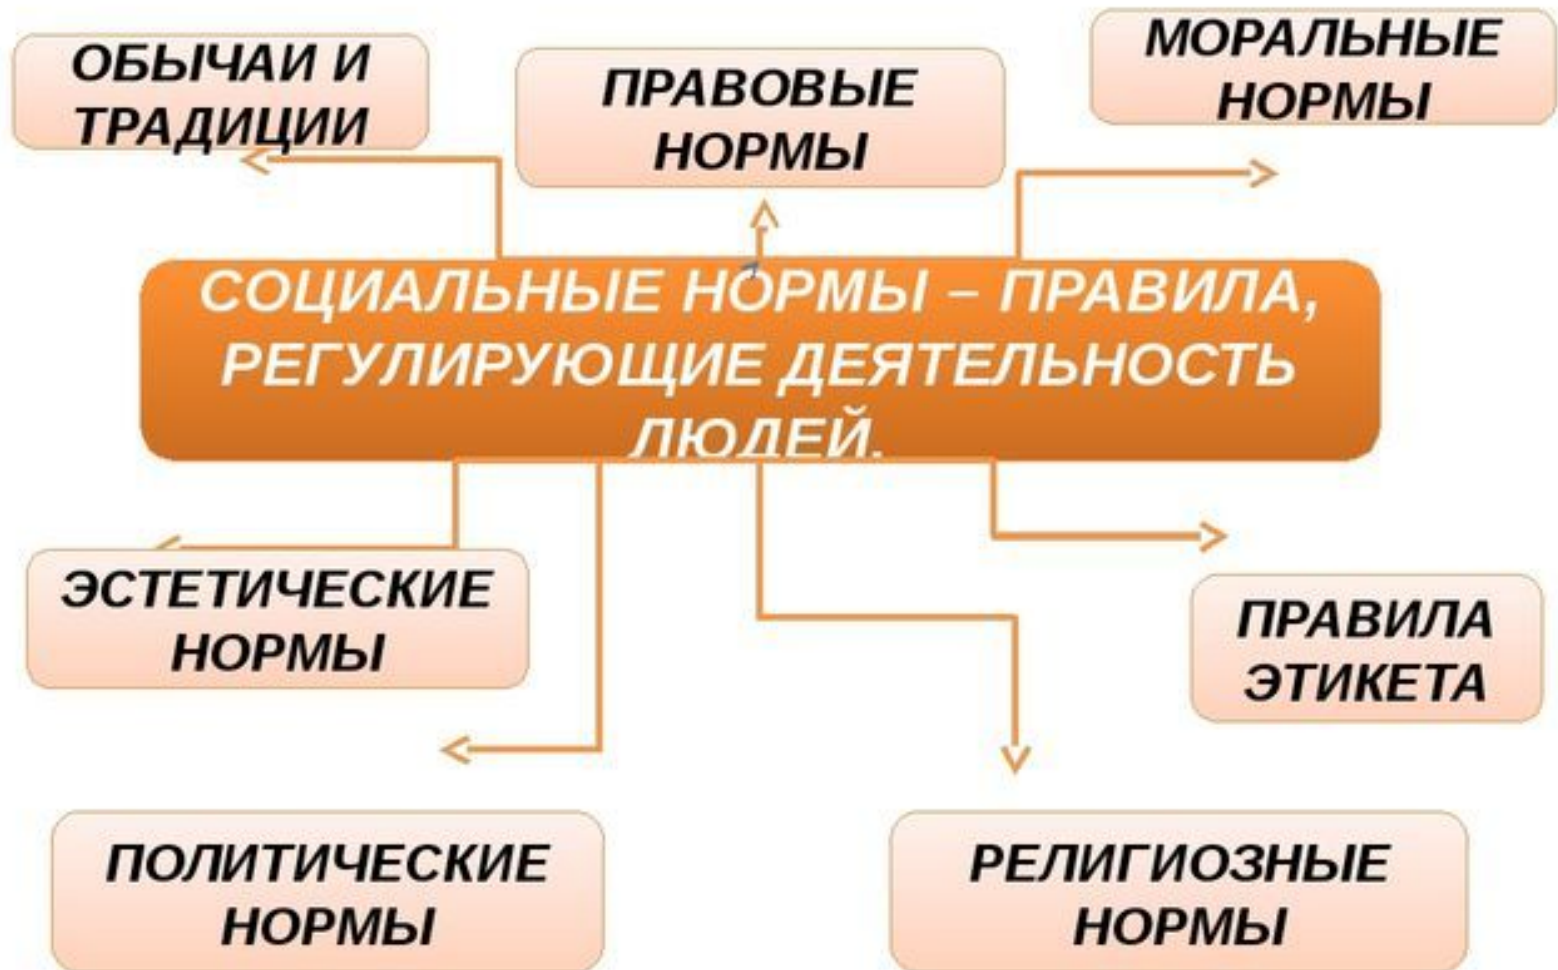 ОБЫЧАИ И
ТРАДИЦИИ
ПРАВОВЫЕ
НОРМЫ
МОРАЛЬНЫЕ
НОРМЫ
СОЦИАЛЬНЫЕ НОРМЫ – ПРАВИЛА,
РЕГУЛИРУЮЩИЕ ДЕЯТЕЛЬНОСТЬ
ЛЮДЕЙ.
ЭСТЕТИЧЕСКИЕ
НОРМЫ
ПРАВИЛА
ЭТИКЕТА
ПОЛИТИЧЕСКИЕ
НОРМЫ
РЕЛИГИОЗНЫЕ
НОРМЫ